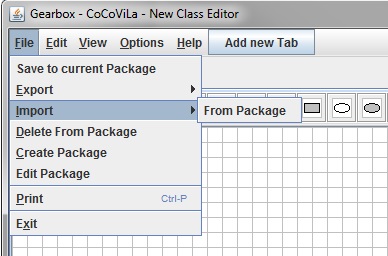 Gearbox - CoCoViLa - New Class Editor
File Edit View Options Help Add new Tab
Save to current Package
Export
Import
From Package
Delete From Package
Create Package
Edit Package
Print Ctrl-P
Exit